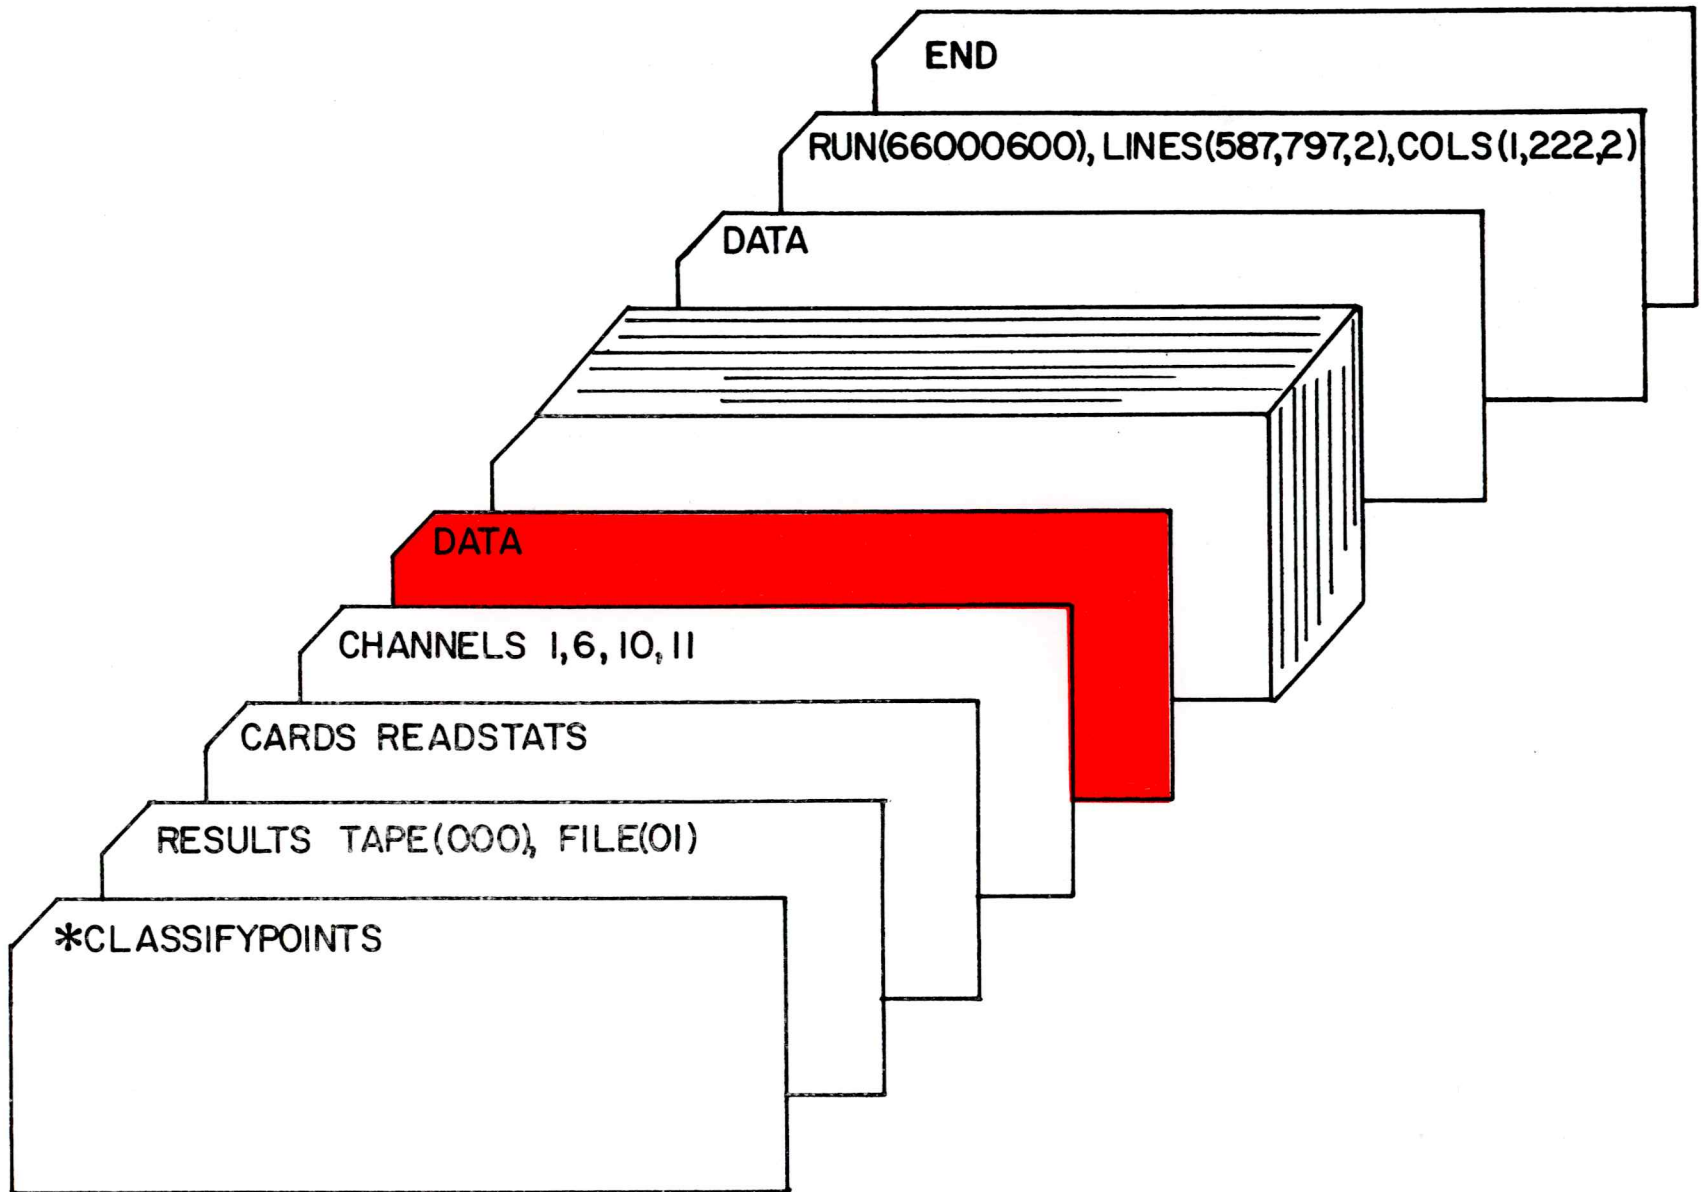 END
RUN(66000600), LINES(587,797,2),COLS(1,222,2)
DATA
DATA
CHANNELS 1,6,10,11
CARDS READSTATS
RESULTS TAPE(000), FILE(01)
*CLASSIFYPOINTS